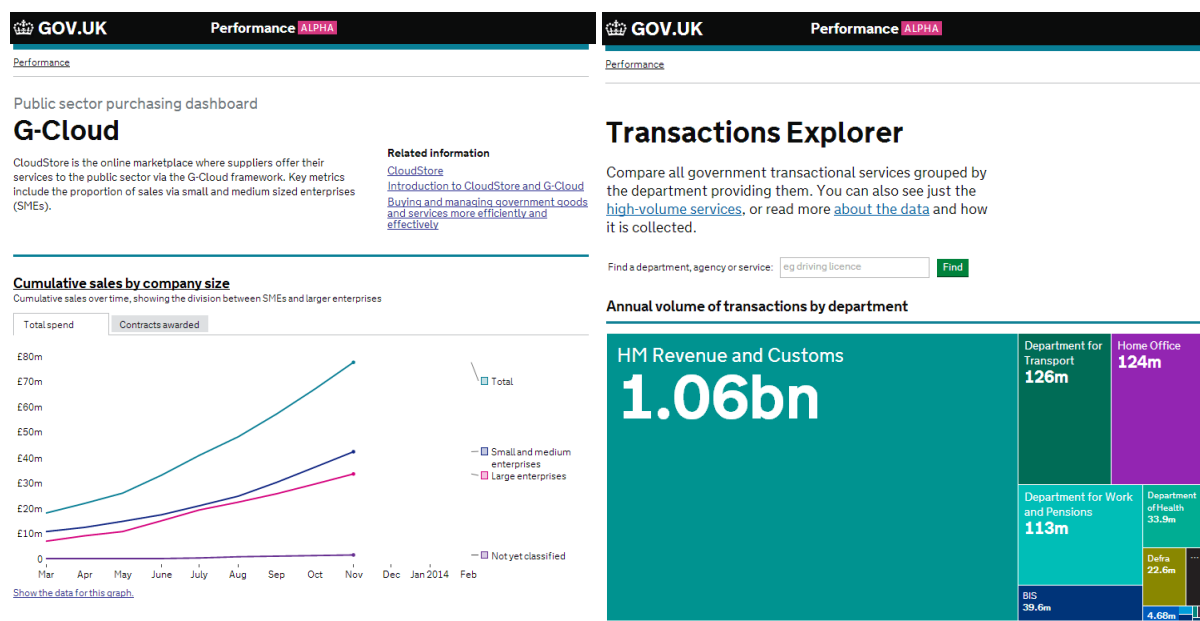 GOV.UK
Performance ALPHA
Performance
Public sector purchasing dashboard
G-Cloud
CloudStore is the online marketplace where suppliers offer their
services to the public sector via the G-Cloud framework. Key metrics
include the proportion of sales via small and medium sized enterprises
(SMEs).
Related information
CloudStore
Introduction to CloudStore and G-Cloud
Buying and managing government goods
and services more efficiently and
effectively
Cumulative sales by company size
Cumulative sales over time, showing the division between SMEs and larger enterprises
Total spend
Contracts awarded
£80m
£70m
£60m
£50m
£40m
£30m
£20m
£10m
0
Mar Apr May June July Aug Sep Oct Nov Dec Jan 2014 Feb
Total
Small and medium
enterprises
Large enterprises
Not yet classified
Show the data for this graph.
GOV.UK
Performance ALPHA
Performance
Transactions Explorer
Compare all government transactional services grouped by
the department providing them. You can also see just the
high-volume services, or read more about the data and how
it is collected.
Find a department, agency or service: eg driving licence Find
Annual volume of transactions by department
HM Revenue and Customs
1.06bn
Department for
Transport
126m
Home Office
124m
Department for Work
and Pensions
113m
Department
of Health
33.9m
Defra
22.6m
...
BIS
39.6m
4.68m